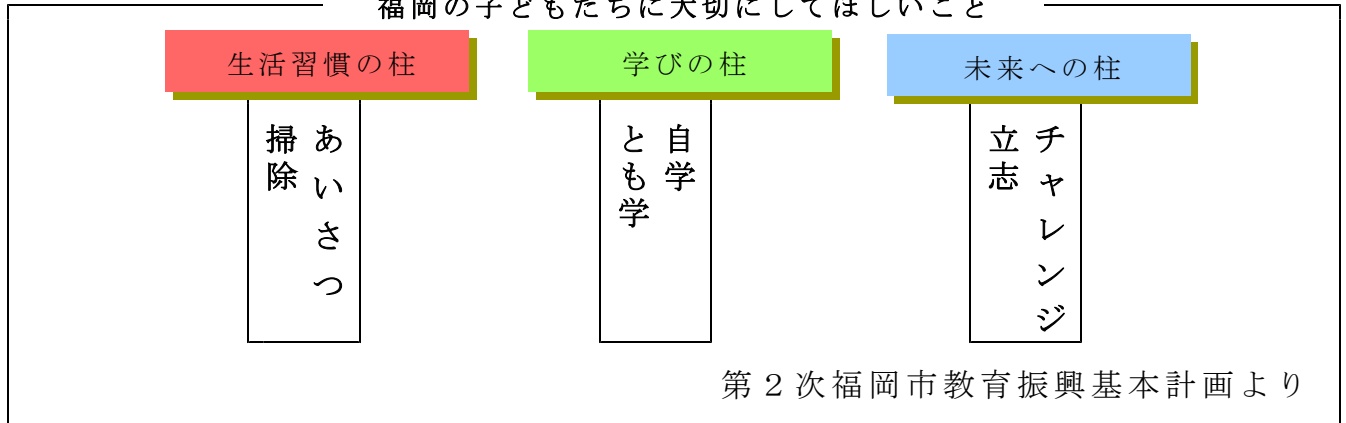 福岡の子どもたちに大切にしてほしいこと
生活習慣の柱
あいさつ
掃除
学びの柱
自学
とも学
未来への柱
チャレンジ
立志
第２次福岡市教育振興基本計画より